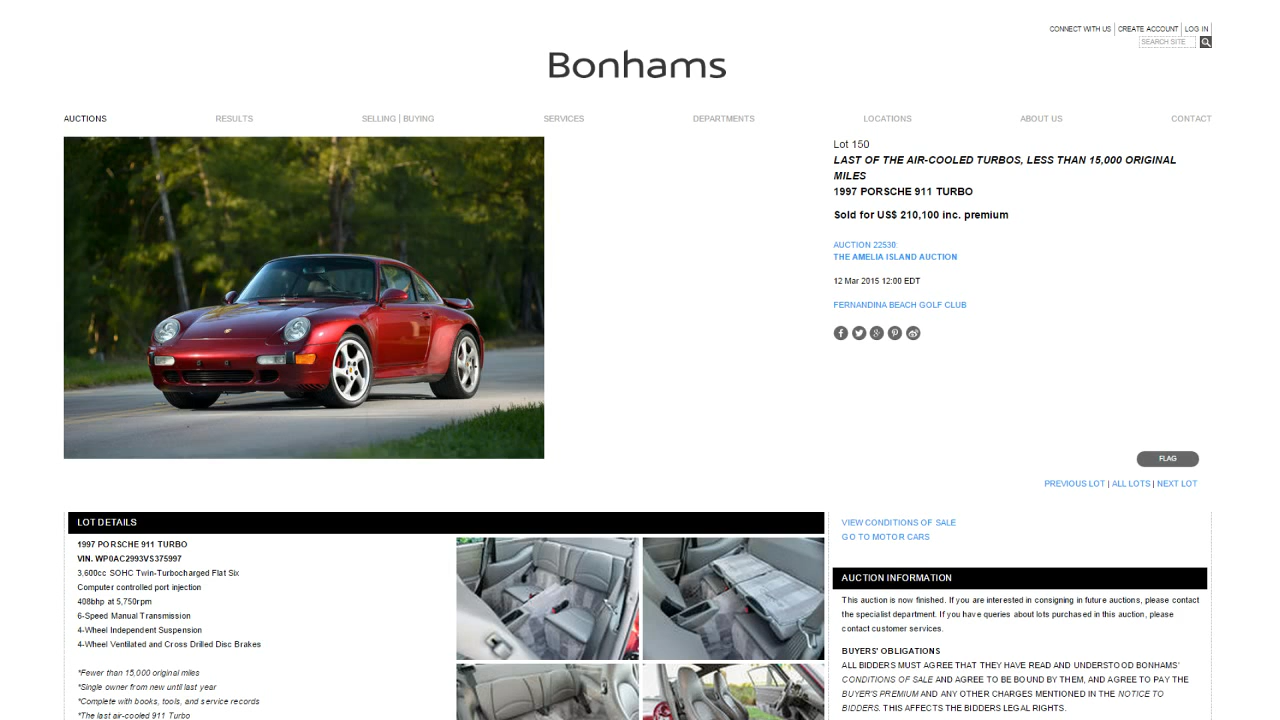 CONNECT WITH US
CREATE ACCOUNT
LOG IN
SEARCH SITE
Bonhams
AUCTIONS
RESULTS
SELLING | BUYING
SERVICES
DEPARTMENTS
LOCATIONS
ABOUT US
CONTACT
Lot 150
LAST OF THE AIR-COOLED TURBOS, LESS THAN 15,000 ORIGINAL
MILES
1997 PORSCHE 911 TURBO
Sold for US$ 210,100 inc. premium
AUCTION 22530:
THE AMELIA ISLAND AUCTION
12 Mar 2015 12:00 EDT
FERNANDINA BEACH GOLF CLUB
FLAG
PREVIOUS LOT | ALL LOTS | NEXT LOT
LOT DETAILS
1997 PORSCHE 911 TURBO
VIN. WP0AC2993VS375997
3,600cc SOHC Twin-Turbocharged Flat Six
Computer controlled port injection
408bhp at 5,750rpm
6-Speed Manual Transmission
4-Wheel Independent Suspension
4-Wheel Ventilated and Cross Drilled Disc Brakes
*Fewer than 15,000 original miles
*Single owner from new until last year
*Complete with books, tools, and service records
*The last air-cooled 911 Turbo
VIEW CONDITIONS OF SALE
GO TO MOTOR CARS
AUCTION INFORMATION
This auction is now finished. If you are interested in consigning in future auctions, please contact
the specialist department. If you have queries about lots purchased in this auction, please
contact customer services.
BUYERS' OBLIGATIONS
ALL BIDDERS MUST AGREE THAT THEY HAVE READ AND UNDERSTOOD BONHAMS'
CONDITIONS OF SALE AND AGREE TO BE BOUND BY THEM, AND AGREE TO PAY THE
BUYER'S PREMIUM AND ANY OTHER CHARGES MENTIONED IN THE NOTICE TO
BIDDERS. THIS AFFECTS THE BIDDERS LEGAL RIGHTS.